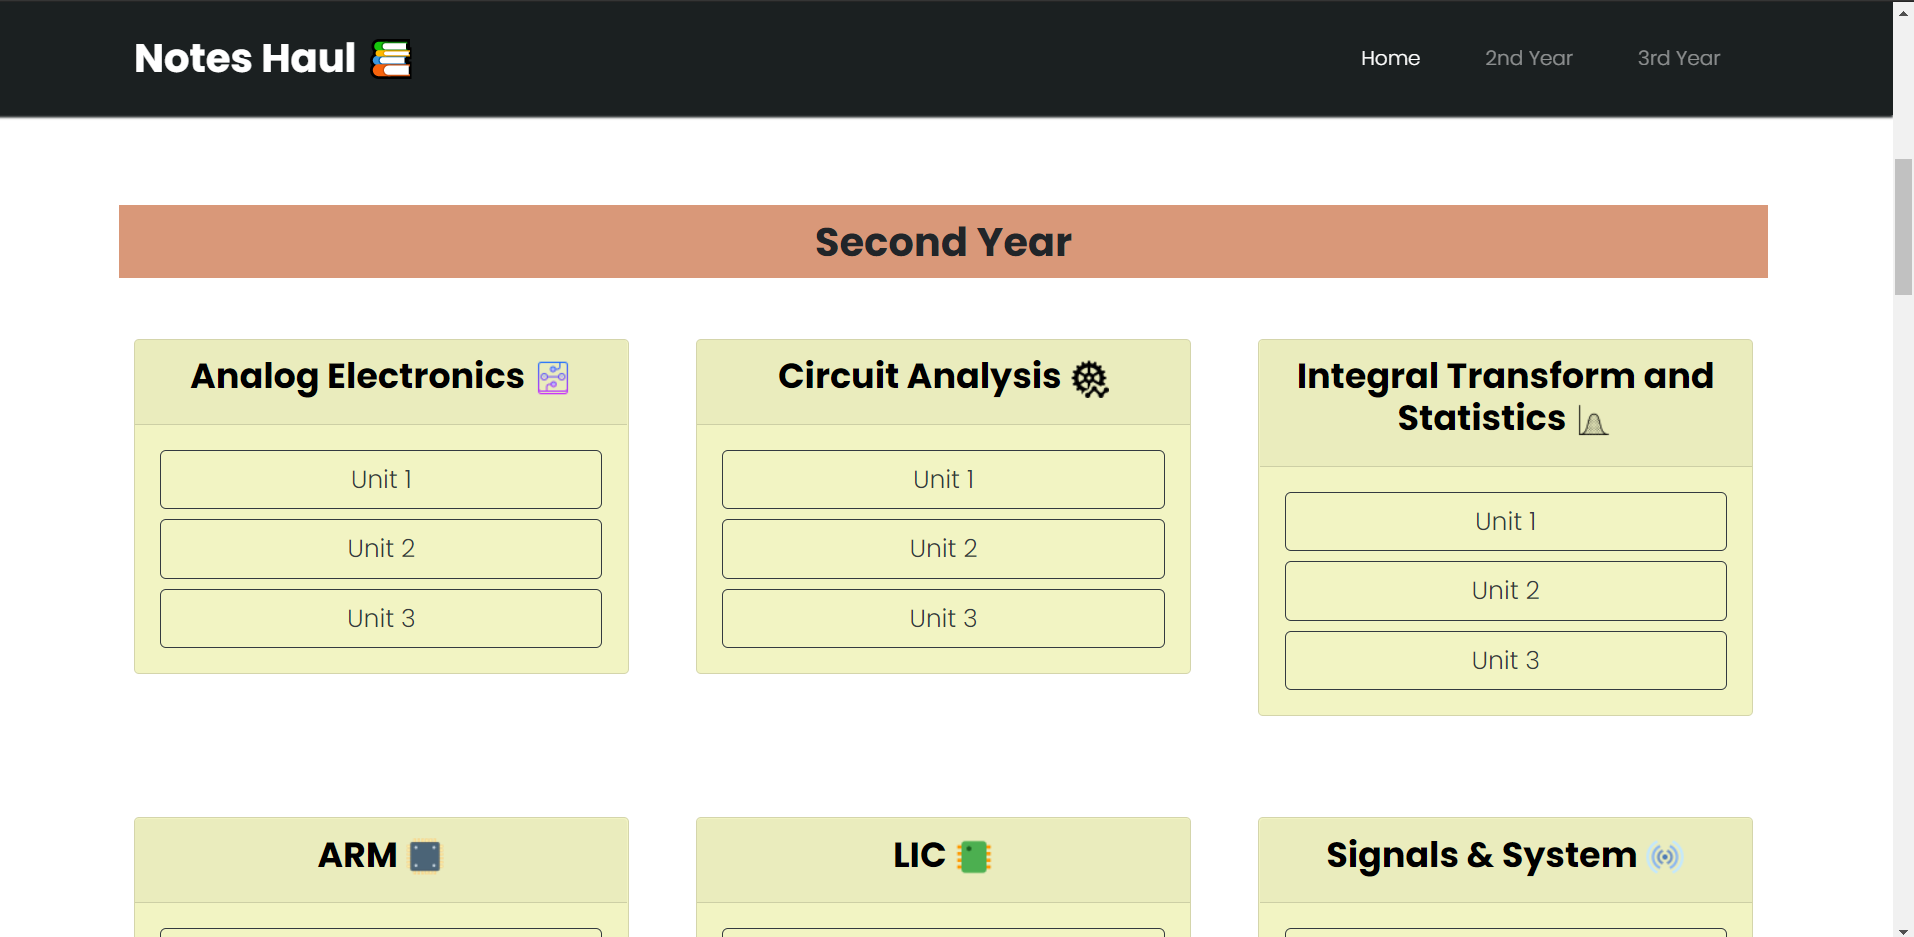 Notes Haul
Home 2nd Year 3rd Year
Second Year
Analog Electronics
Unit 1
Unit 2
Unit 3
Circuit Analysis
Unit 1
Unit 2
Unit 3
Integral Transform and
Statistics
Unit 1
Unit 2
Unit 3
ARM
LIC
Signals & System